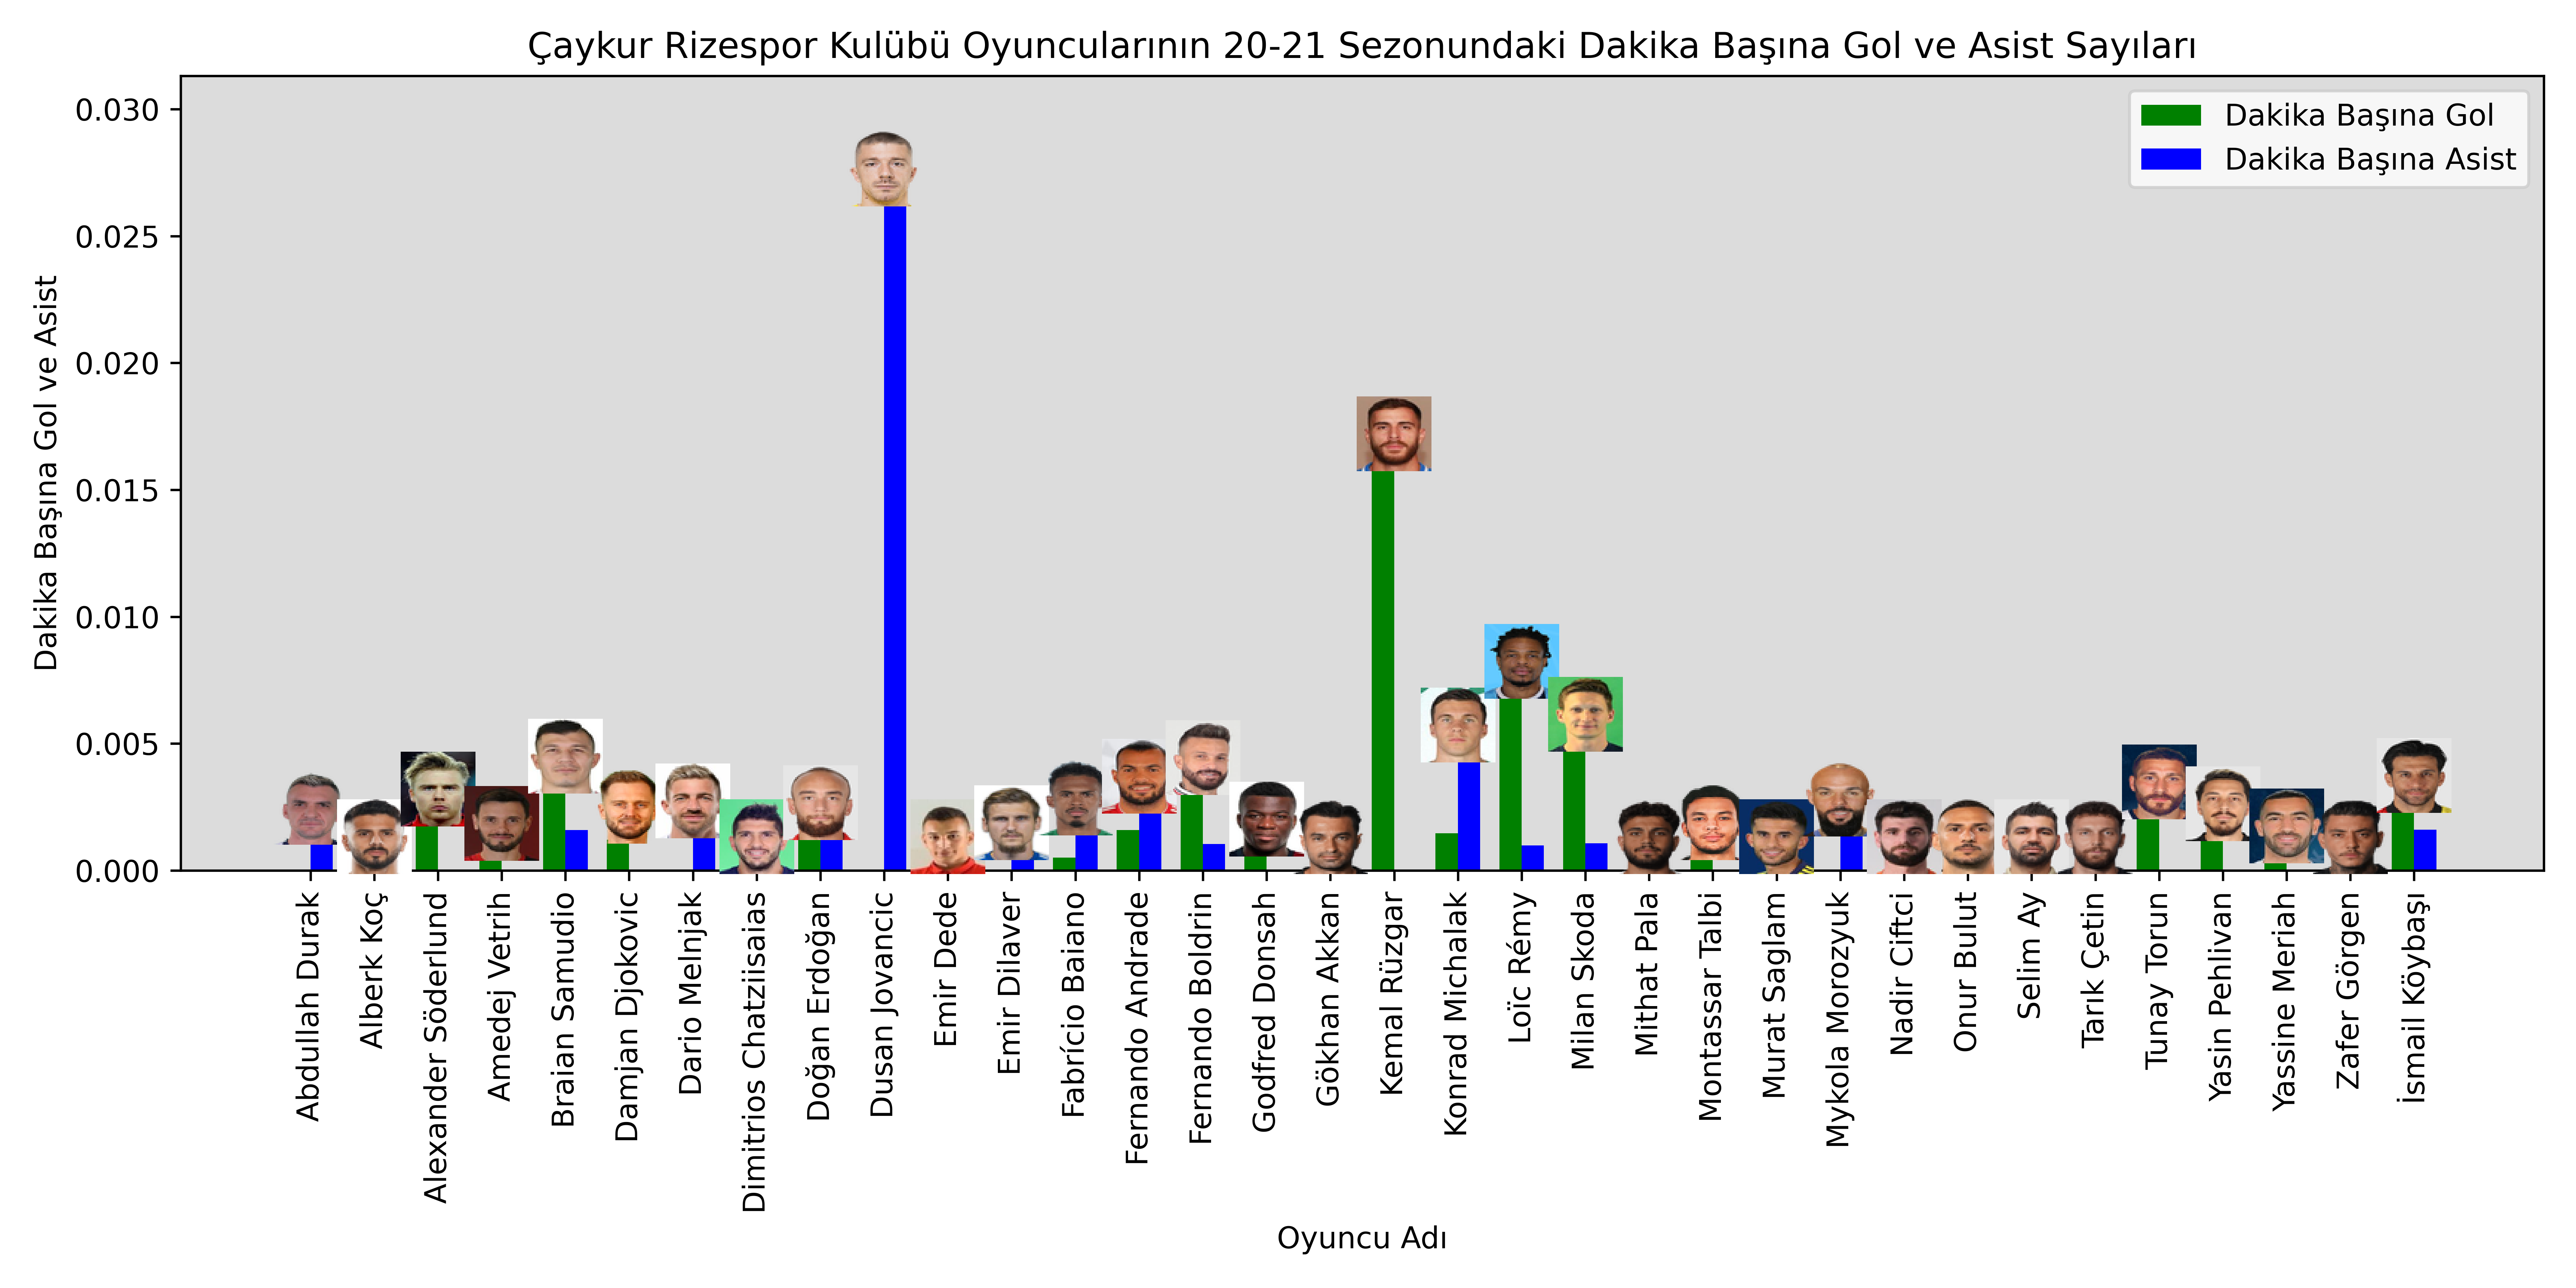 Çaykur Rizespor Kulübü Oyuncularının 20-21 Sezonundaki Dakika Başına Gol ve Asist Sayıları
Dakika Başına Gol
Dakika Başına Asist
Dakika Başına Gol ve Asist
0.030
0.025
0.020
0.015
0.010
0.005
0.000
Abdullah Durak
Alberk Koç
Alexander Söderlund
Amedej Vetrih
Braian Samudio
Damjan Djokovic
Dario Melnjak
Dimitrios Chatziisaias
Doğan Erdoğan
Dusan Jovancic
Emir Dede
Emir Dilaver
Fabrício Baiano
Fernando Andrade
Fernando Boldrin
Godfred Donsah
Gökhan Akkan
Kemal Rüzgar
Konrad Michalak
Loïc Rémy
Milan Skoda
Mithat Pala
Montassar Talbi
Murat Saglam
Mykola Morozyuk
Nadir Ciftci
Onur Bulut
Selim Ay
Tarık Çetin
Tunay Torun
Yasin Pehlivan
Yassine Meriah
Zafer Görgen
İsmail Köybaşı
Oyuncu Adı